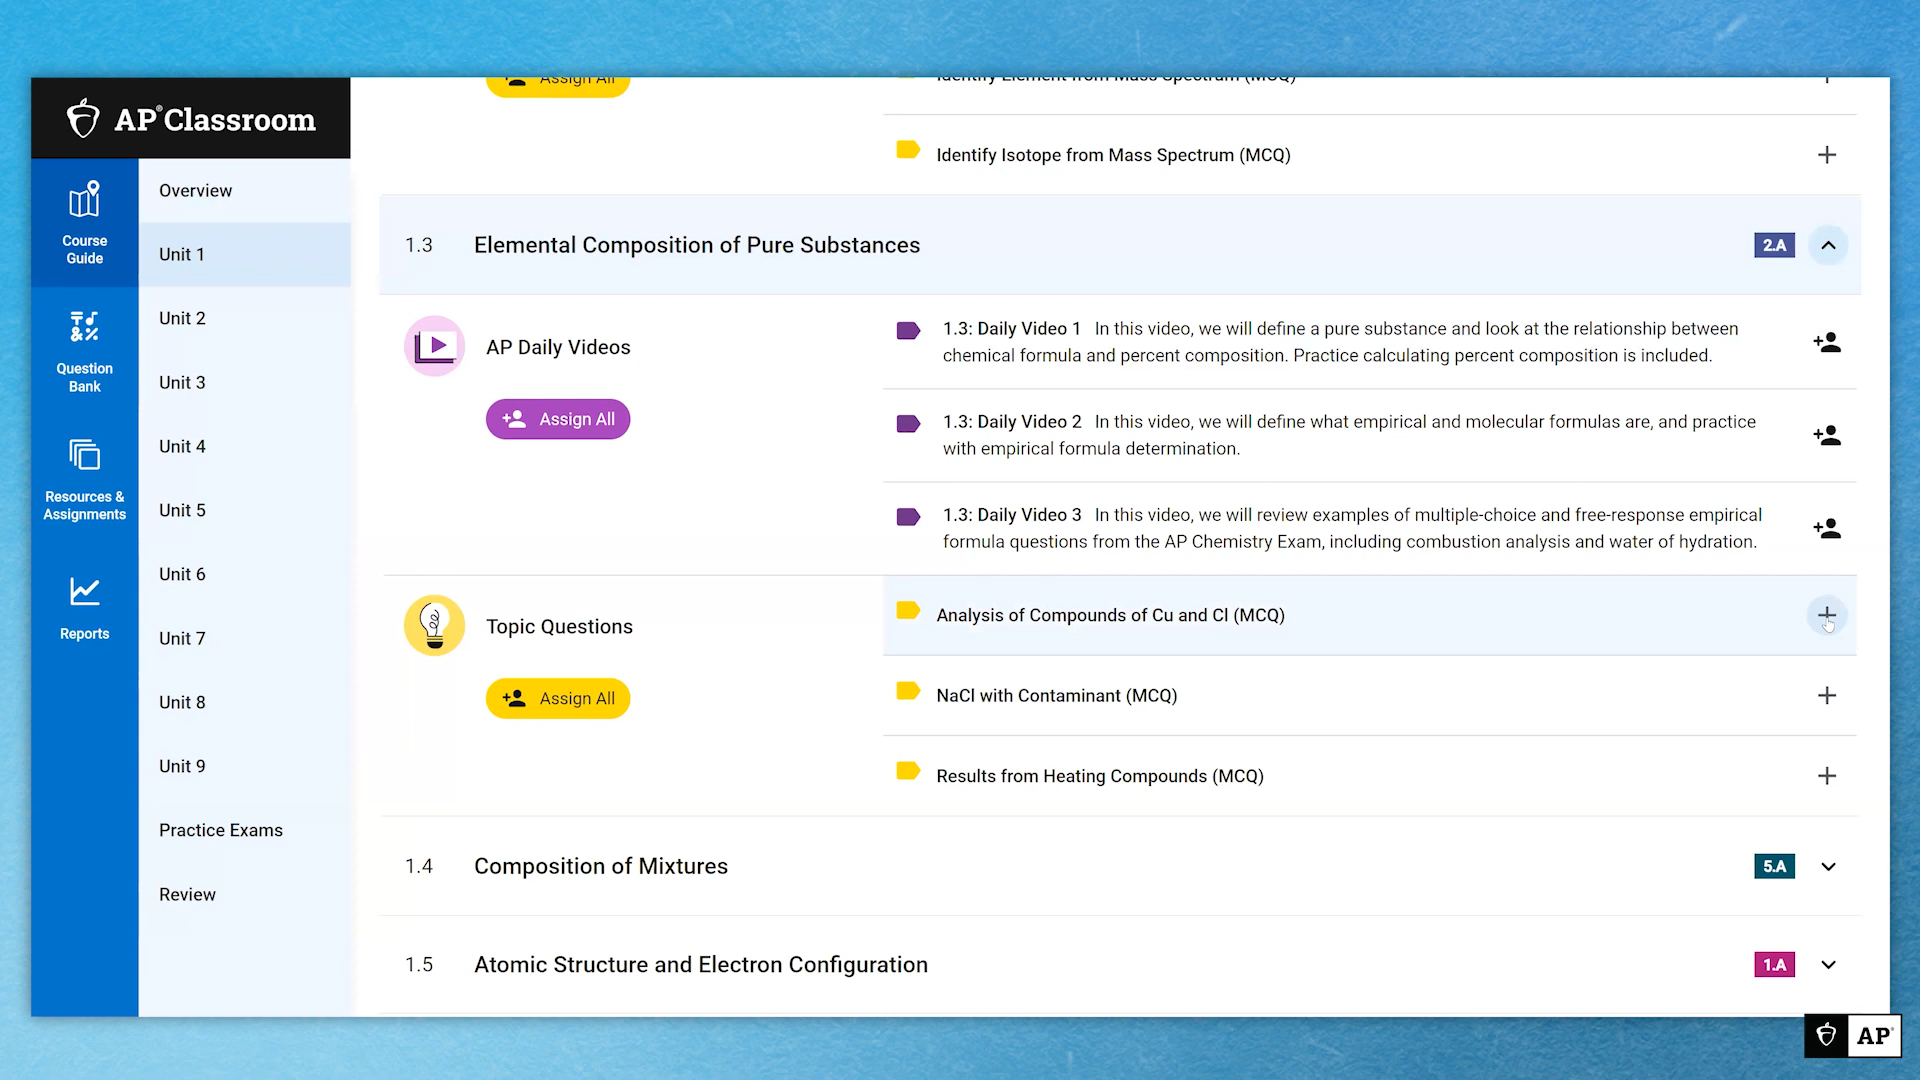 AP® Classroom
Course
Guide
Question
Bank
Resources &
Assignments
Reports
Overview
Unit 1
Unit 2
Unit 3
Unit 4
Unit 5
Unit 6
Unit 7
Unit 8
Unit 9
Practice Exams
Review
Assign All
Identify Element from Mass Spectrum (MCQ)
Identify Isotope from Mass Spectrum (MCQ)
1.3 Elemental Composition of Pure Substances 2.A
AP Daily Videos
Assign All
1.3: Daily Video 1 In this video, we will define a pure substance and look at the relationship between
chemical formula and percent composition. Practice calculating percent composition is included.
1.3: Daily Video 2 In this video, we will define what empirical and molecular formulas are, and practice
with empirical formula determination.
1.3: Daily Video 3 In this video, we will review examples of multiple-choice and free-response empirical
formula questions from the AP Chemistry Exam, including combustion analysis and water of hydration.
Topic Questions
Assign All
Analysis of Compounds of Cu and Cl (MCQ)
NaCl with Contaminant (MCQ)
Results from Heating Compounds (MCQ)
1.4 Composition of Mixtures 5.A
1.5 Atomic Structure and Electron Configuration 1.A
AP®